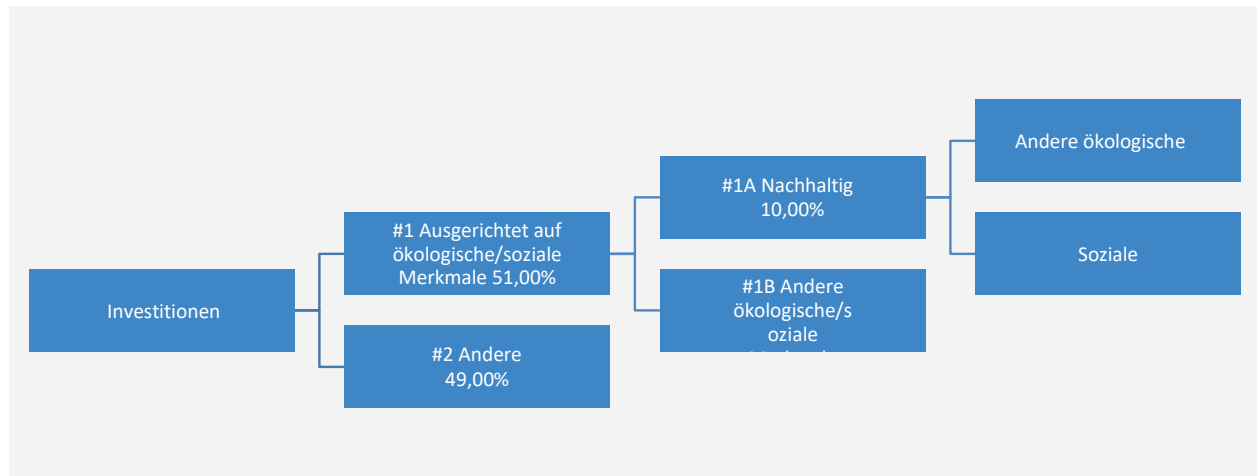 Investitionen
#1 Ausgerichtet auf
ökologische/soziale
Merkmale 51,00%
#2 Andere
49,00%
#1A Nachhaltig
10,00%
#1B Andere
ökologische/s
oziale
Andere ökologische
Soziale